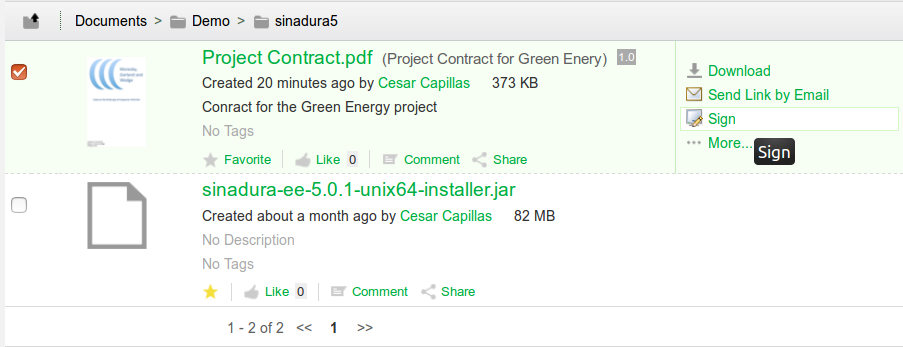 Documents > Demo > sinadura5
Project Contract.pdf (Project Contract for Green Enery) 1.0
Created 20 minutes ago by Cesar Capillas 373 KB
Conract for the Green Energy project
No Tags
Favorite Like 0 Comment Share
Download
Send Link by Email
Sign
More...
Sign
sinadura-ee-5.0.1-unix64-installer.jar
Created about a month ago by Cesar Capillas 82 MB
No Description
No Tags
Like 0 Comment Share
1 - 2 of 2 << 1 >>